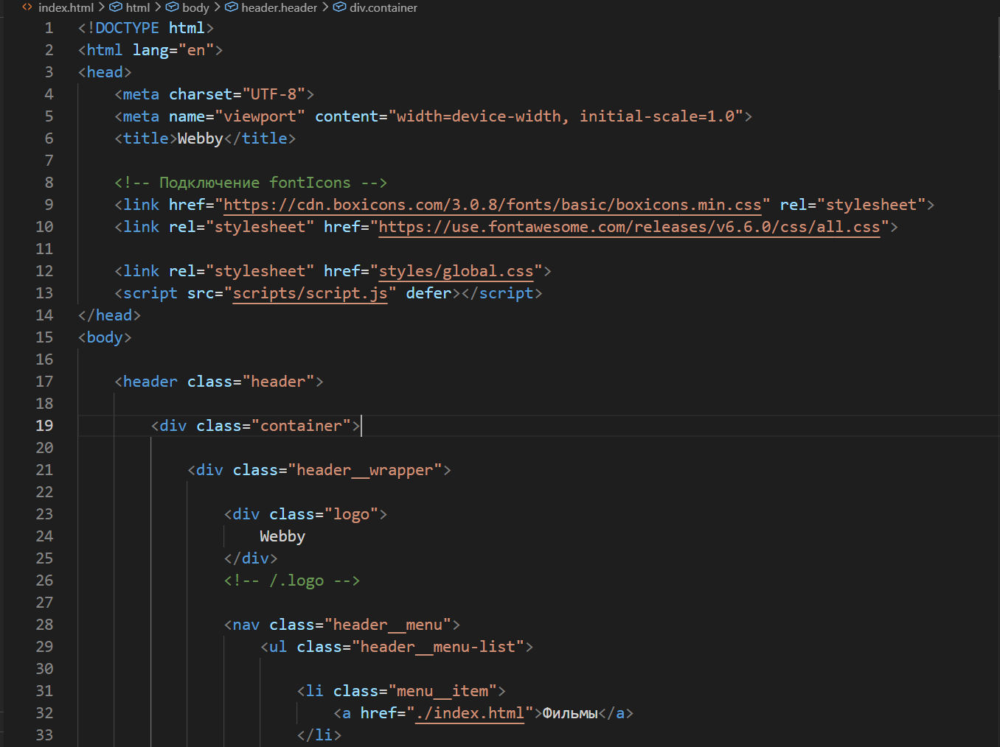 index.html > html > body > header.header > div.container
1 <!DOCTYPE html>
2 <html lang="en">
3 <head>
4     <meta charset="UTF-8">
5     <meta name="viewport" content="width=device-width, initial-scale=1.0">
6     <title>Webby</title>
7
8     <!-- Подключение fontIcons -->
9     <link href="https://cdn.boxicons.com/3.0.8/fonts/basic/boxicons.min.css" rel="stylesheet">
10     <link rel="stylesheet" href="https://use.fontawesome.com/releases/v6.6.0/css/all.css">
11
12     <link rel="stylesheet" href="styles/global.css">
13     <script src="scripts/script.js" defer></script>
14 </head>
15 <body>
16
17     <header class="header">
18
19         <div class="container">
20
21             <div class="header__wrapper">
22
23                 <div class="logo">
24                     Webby
25                 </div>
26                 <!-- /.logo -->
27
28                 <nav class="header__menu">
29                     <ul class="header__menu-list">
30
31                         <li class="menu__item">
32                             <a href="./index.html">Фильмы</a>
33                         </li>